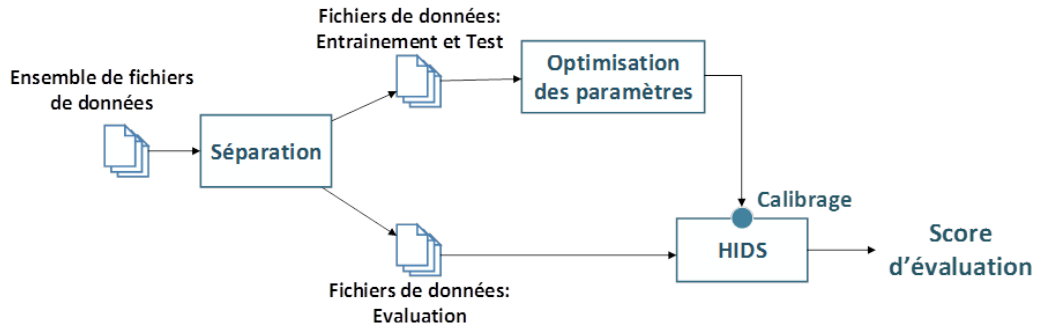 Ensemble de fichiers
de données
Séparation
Fichiers de données:
Entrainement et Test
Optimisation
des paramètres
Fichiers de données:
Evaluation
Calibrage
HIDS
Score
d'évaluation